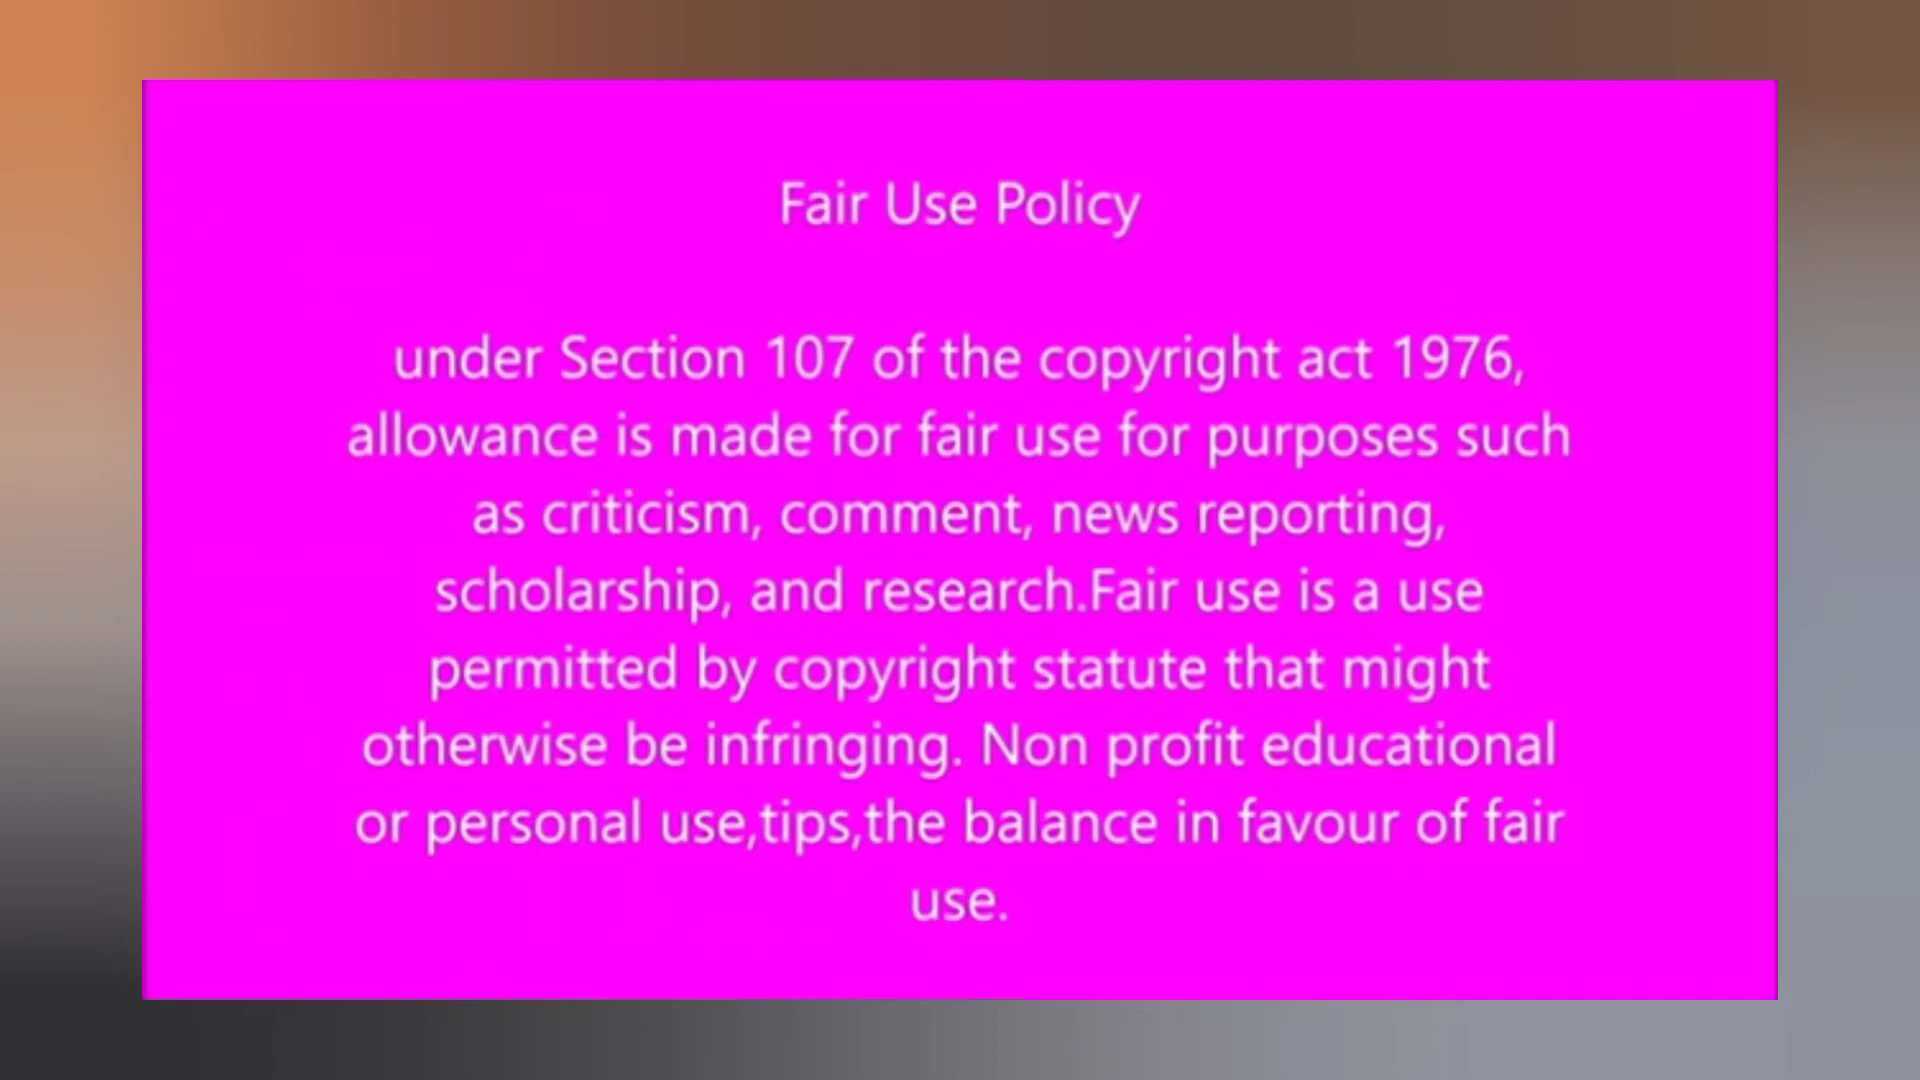 Fair Use Policy
under Section 107 of the copyright act 1976,
allowance is made for fair use for purposes such
as criticism, comment, news reporting,
scholarship, and research.Fair use is a use
permitted by copyright statute that might
otherwise be infringing. Non profit educational
or personal use,tips,the balance in favour of fair
use.